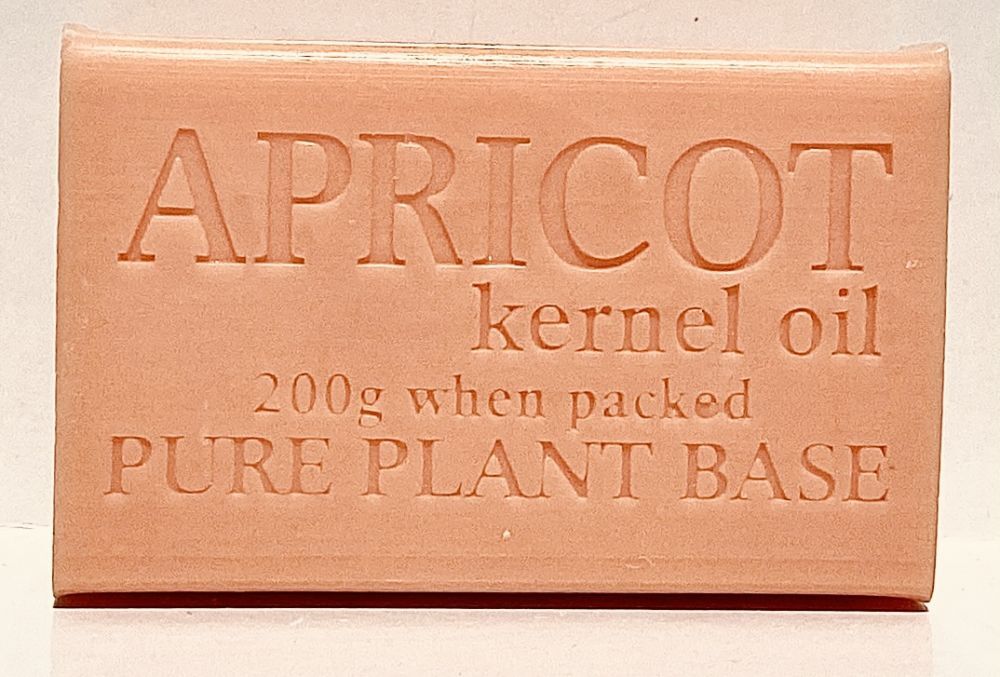 APRICOT
kernel oil
200g when packed
PURE PLANT BASE